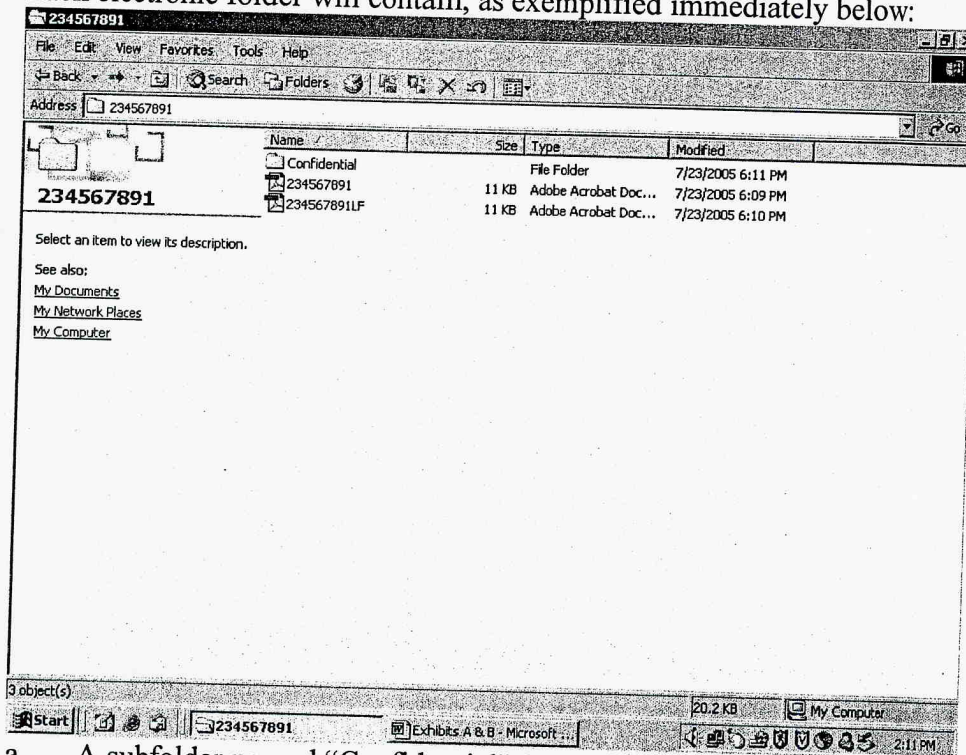 electronic folder will contain, as exemplified immediately below:
234567891
File Edit View Favorites Tools Help
Back Search Folders
Address 234567891 Go
Name Size Type Modified
Confidential File Folder 7/23/2005 6:11 PM
234567891 11 KB Adobe Acrobat Doc... 7/23/2005 6:09 PM
234567891LF 11 KB Adobe Acrobat Doc... 7/23/2005 6:10 PM
234567891
Select an item to view its description.
See also:
My Documents
My Network Places
My Computer
3 object(s) 20.2 KB My Computer
Start 234567891 Exhibits A & B - Microsoft ... 2:11 PM
a. A subfolder